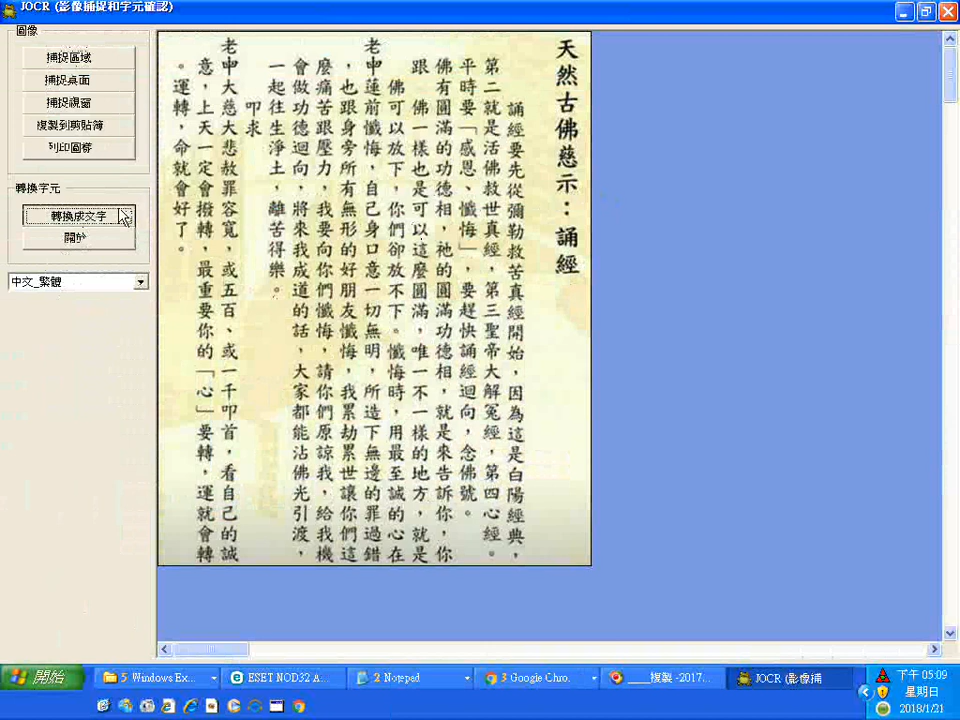 JOCR (影像捕捉和字元確認)
圖像
捕捉區域
捕捉桌面
捕捉視窗
複製到剪貼簿
列印圖樣
轉換字元
轉換成文字
開始
中文_繁體
天然古佛慈示：誦經
誦經要先從彌勒救苦真經開始，因為這是白陽經典，
第二就是活佛救世真經，第三聖帝大解冤經，第四心經。
平時要「感恩、懺悔」，要趕快誦經迴向，念佛號。
佛有圓滿的功德相，祂的圓滿功德相，就是來告訴你，你
跟佛一樣也是可以這麼圓滿，唯一不一樣的地方，就是
佛可以放下，你們卻放不下。懺悔時，用最至誠的心在
老申蓮前懺悔，自己身口意一切無明，所造下無邊的罪過錯
，也跟身旁所有無形的好朋友懺悔，我累劫累世讓你們這
麼痛苦跟壓力，我要向你們懺悔，請你們原諒我，給我機
會做功德迴向，將來我成道的話，大家都能沾佛光引渡，
一起往生淨土，離苦得樂。
叩求
老申大慈大悲赦罪容寬，或五百、或一千叩首，看自己的誠
意，上天一定會撥轉，最重要你的「心」要轉，運就會轉
。運轉，命就會好了。
開始
5 Windows Ex...
ESET NOD32 A...
2 Notepad
3 Google Chro...
____複製 -2017...
JOCR (影像捕
下午 05:09
星期日
2018/1/21